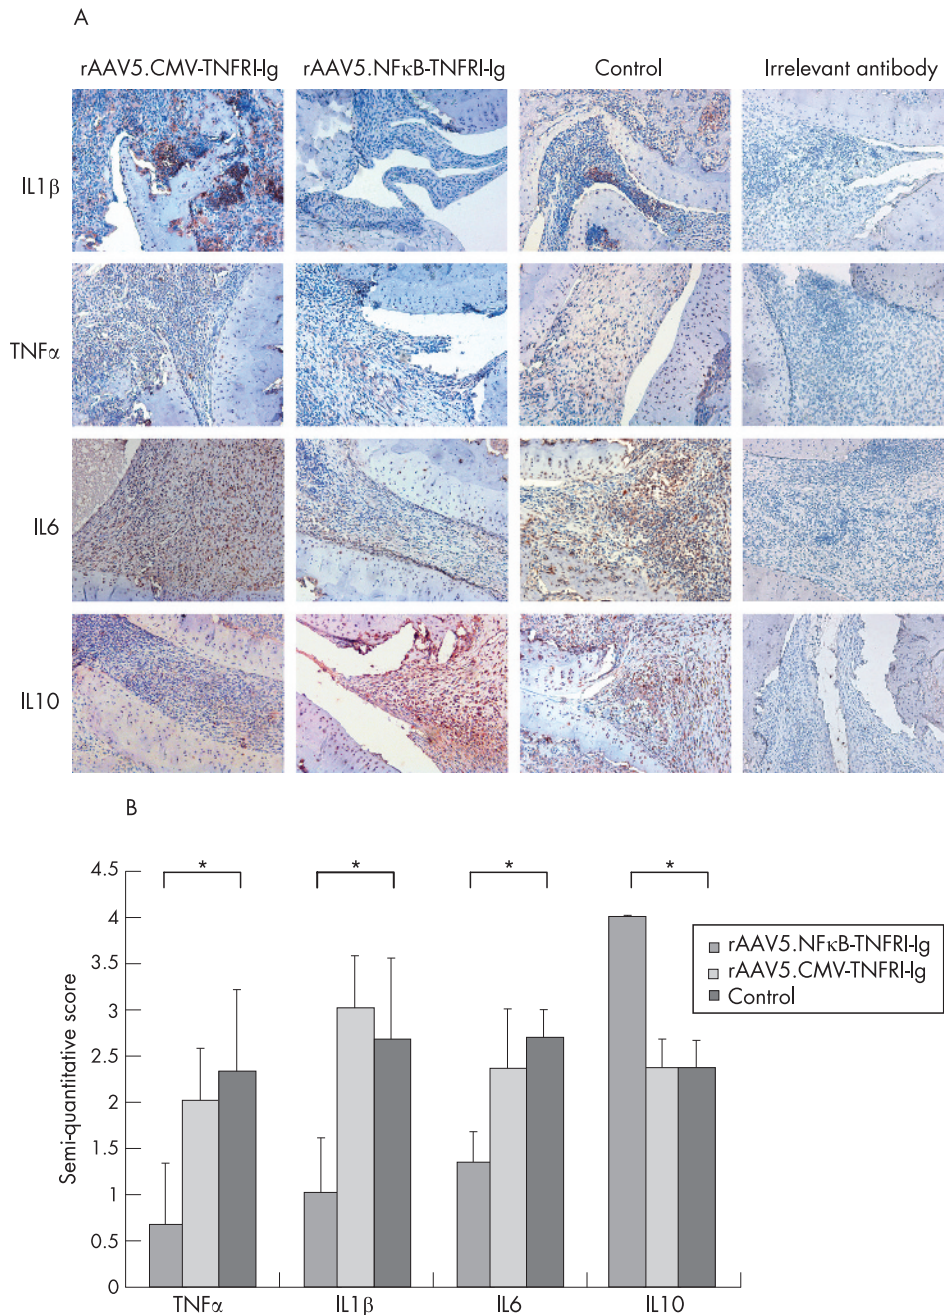 A
rAAV5.CMV-TNFRI-Ig rAAV5.NFκB-TNFRI-Ig Control Irrelevant antibody
IL1β
TNFα
IL6
IL10
B
4.5
4
3.5
3
2.5
2
1.5
1
0.5
0
Semi-quantitative score
* * * *
rAAV5.NFκB-TNFRI-Ig
rAAV5.CMV-TNFRI-Ig
Control
TNFα IL1β IL6 IL10